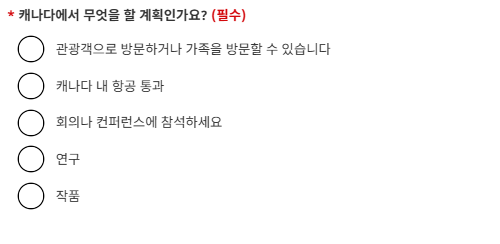 * 캐나다에서 무엇을 할 계획인가요? (필수)
관광객으로 방문하거나 가족을 방문할 수 있습니다
캐나다 내 항공 통과
회의나 컨퍼런스에 참석하세요
연구
작품